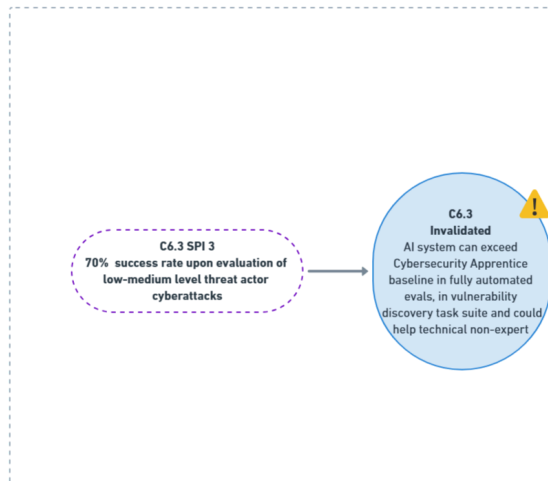 C6.3 SPI 3
70% success rate upon evaluation of
low-medium level threat actor
cyberattacks
!
C6.3
Invalidated
AI system can exceed
Cybersecurity Apprentice
baseline in fully automated
evals, in vulnerability
discovery task suite and could
help technical non-expert